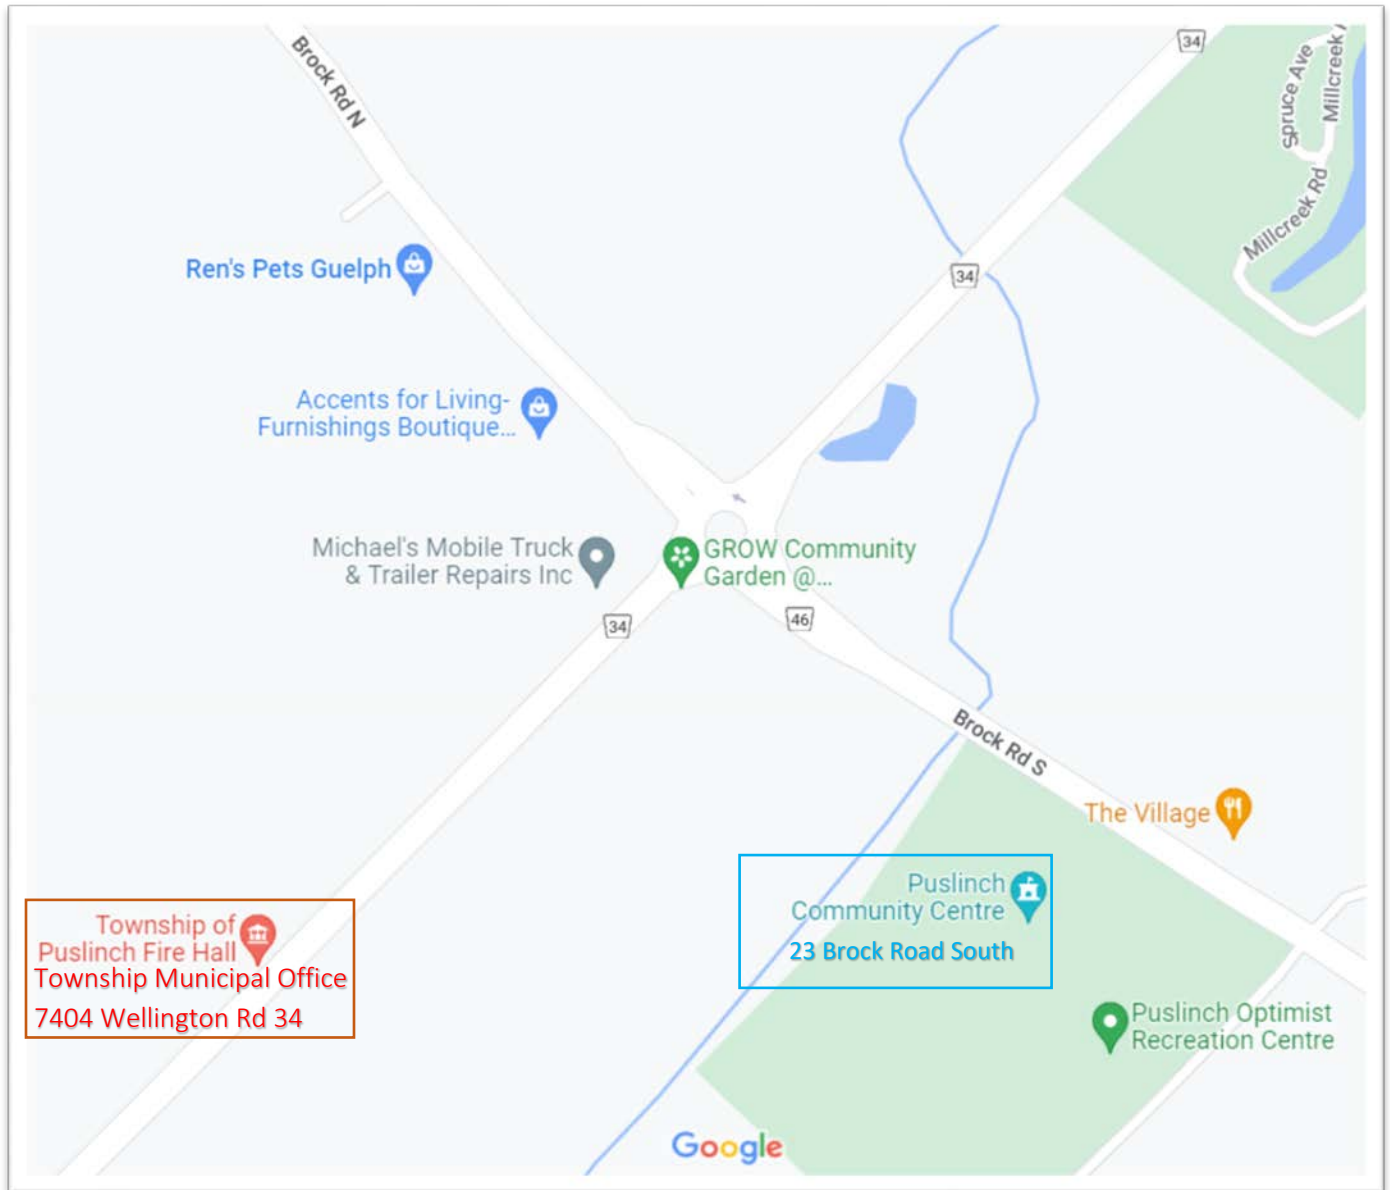 34
Brock Rd N
Spruce Ave
Millcreek
Millcreek Rd
Ren's Pets Guelph
34
Accents for Living-
Furnishings Boutique...
Michael's Mobile Truck
& Trailer Repairs Inc
GROW Community
Garden @...
34
46
Brock Rd S
The Village
Puslinch
Community Centre
23 Brock Road South
Township of
Puslinch Fire Hall
Township Municipal Office
7404 Wellington Rd 34
Puslinch Optimist
Recreation Centre
Google